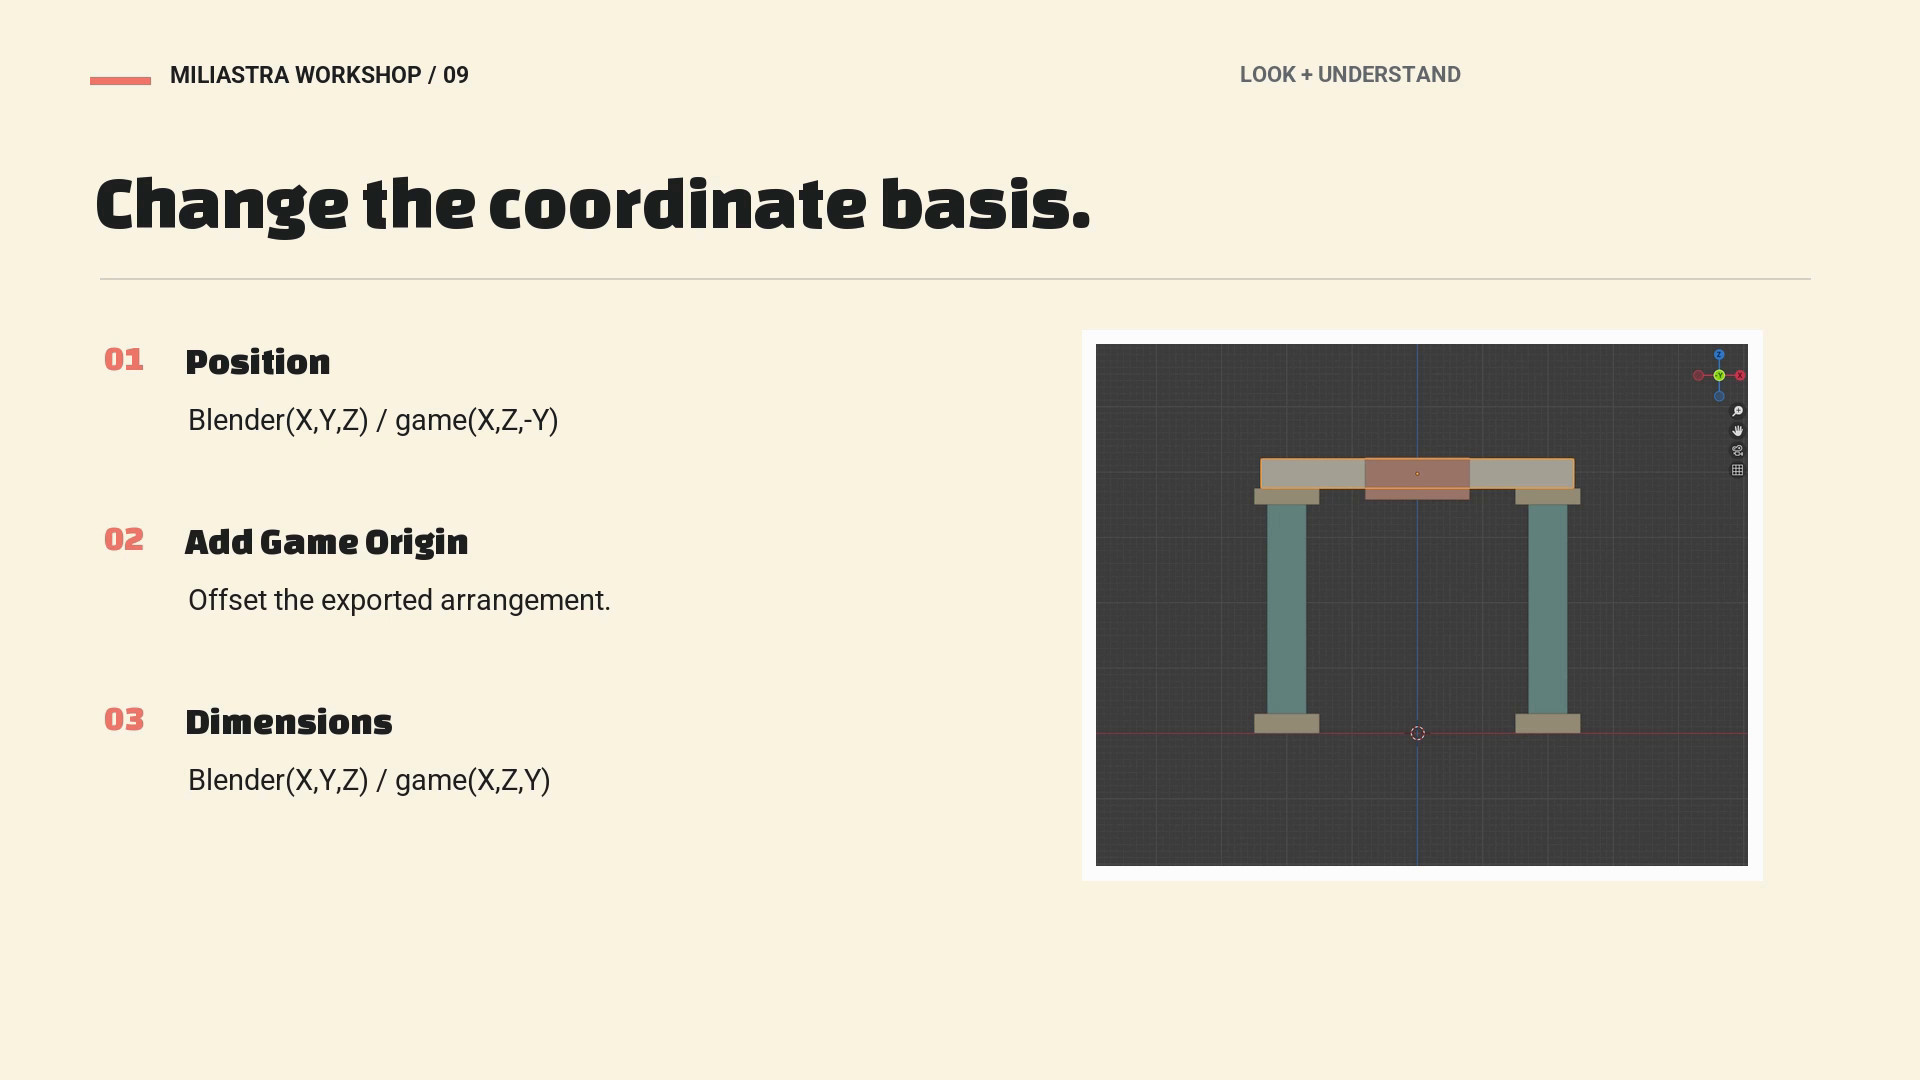 MILIASTRA WORKSHOP / 09
LOOK + UNDERSTAND
Change the coordinate basis.
01 Position
Blender(X,Y,Z) / game(X,Z,-Y)
02 Add Game Origin
Offset the exported arrangement.
03 Dimensions
Blender(X,Y,Z) / game(X,Z,Y)
Z
X